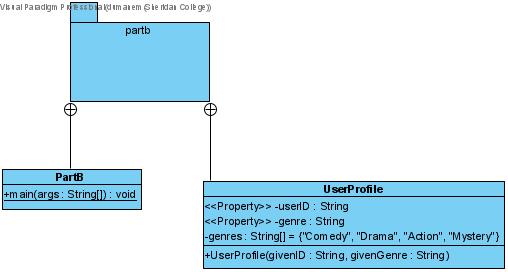 Visual Paradigm Professional(dumanem (Sheridan College))
partb
PartB
+main(args : String[]) : void
UserProfile
<<Property>> -userID : String
<<Property>> -genre : String
-genres : String[] = {"Comedy", "Drama", "Action", "Mystery"}
+UserProfile(givenID : String, givenGenre : String)